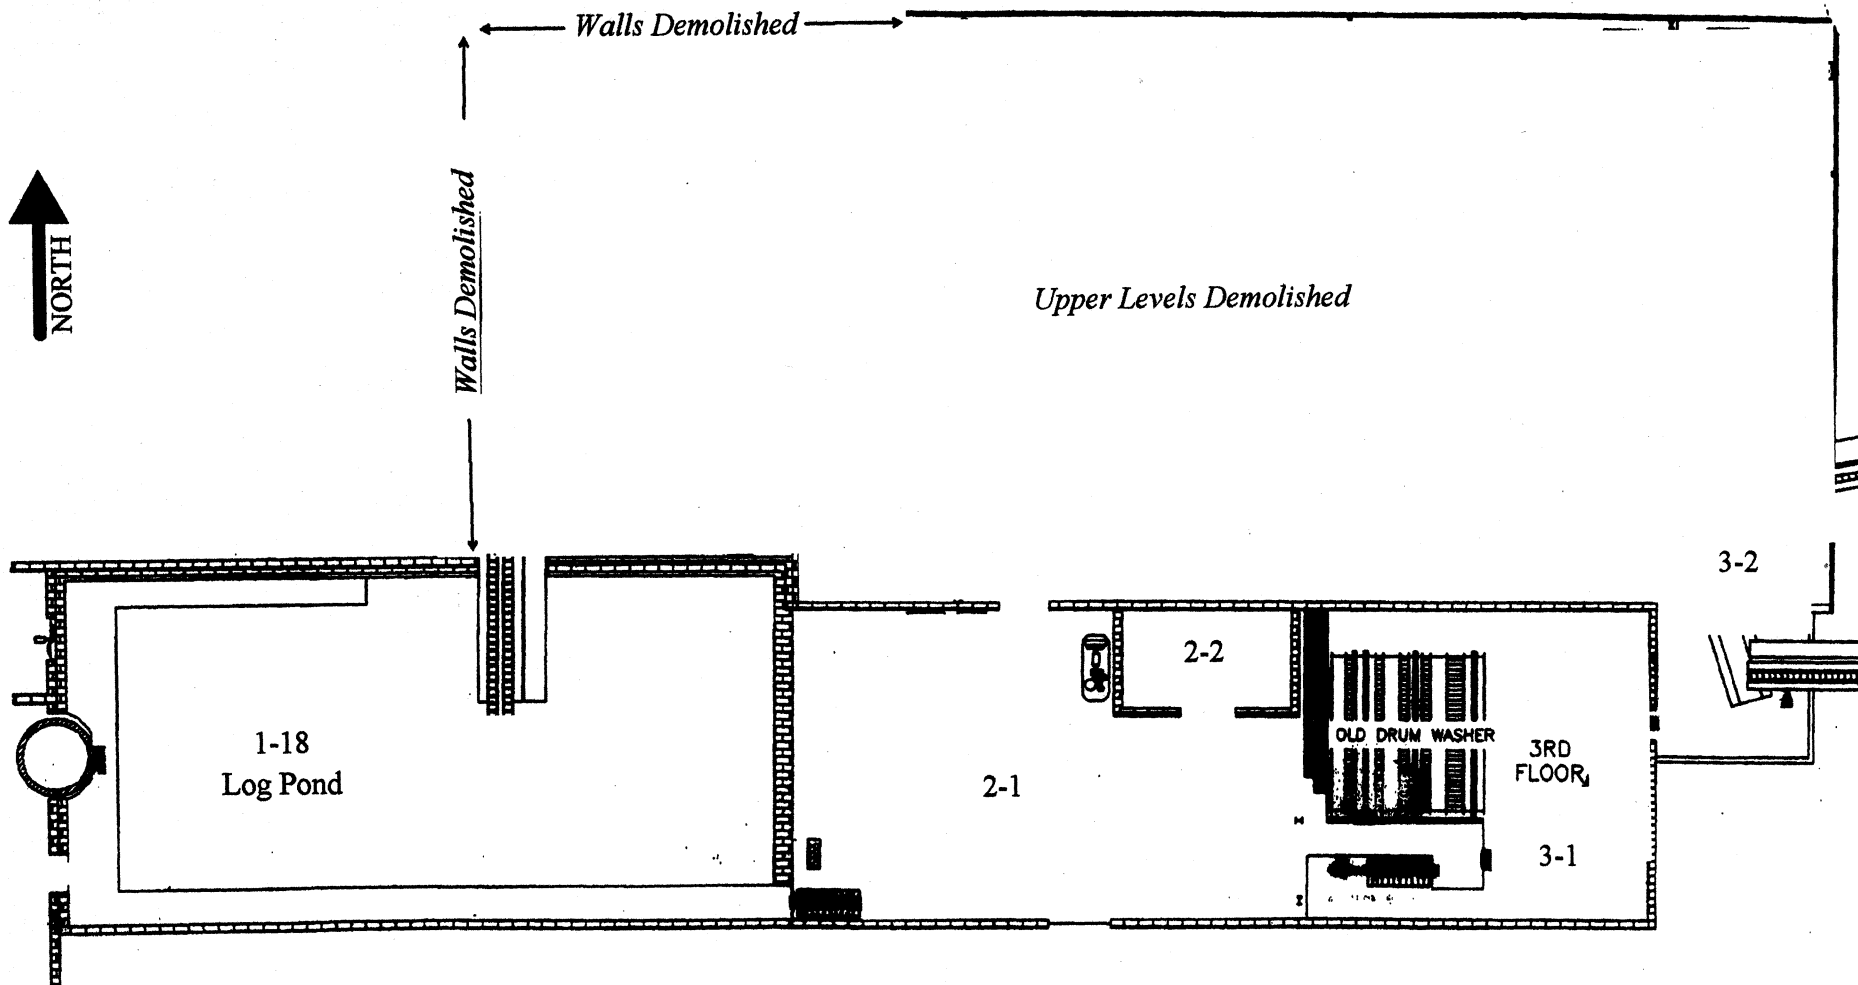 Walls Demolished
NORTH
Walls Demolished
Upper Levels Demolished
3-2
2-2
1-18
Log Pond
2-1
OLD DRUM WASHER
3RD
FLOOR
3-1